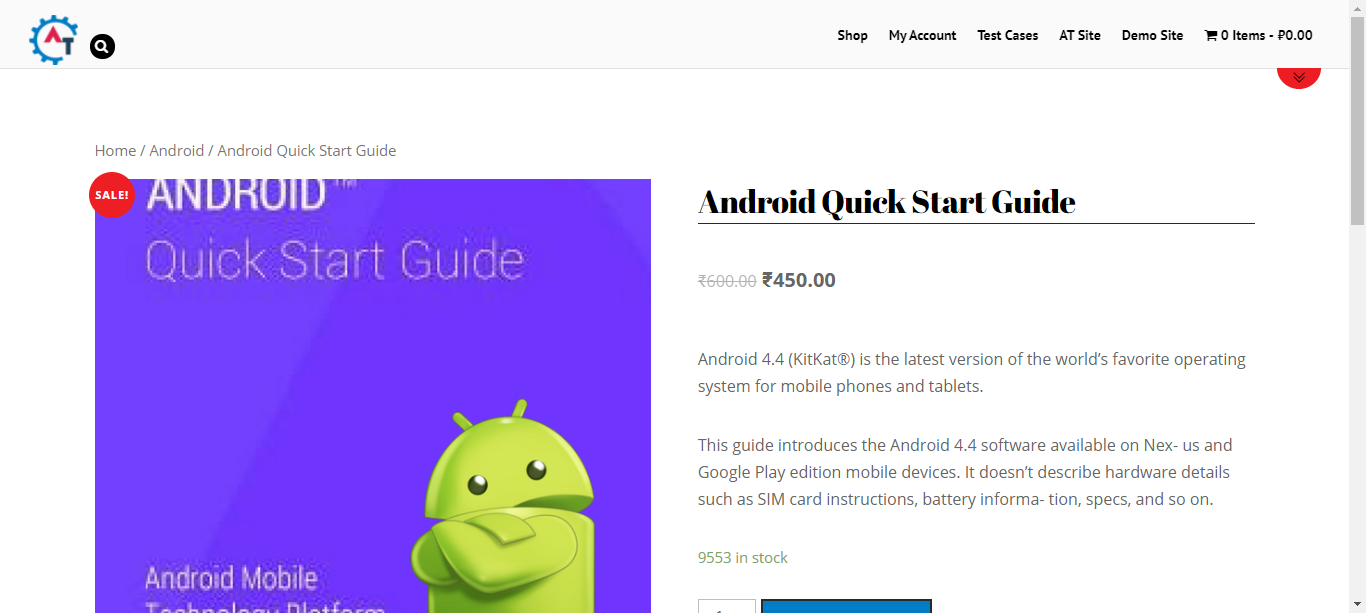 AT
Shop
My Account
Test Cases
AT Site
Demo Site
0 Items - ₽0.00
Home / Android / Android Quick Start Guide
SALE!
ANDROID™
Quick Start Guide
Android Mobile
Technology Platform
Android Quick Start Guide
₹600.00 ₹450.00
Android 4.4 (KitKat®) is the latest version of the world’s favorite operating
system for mobile phones and tablets.
This guide introduces the Android 4.4 software available on Nex- us and
Google Play edition mobile devices. It doesn’t describe hardware details
such as SIM card instructions, battery informa- tion, specs, and so on.
9553 in stock